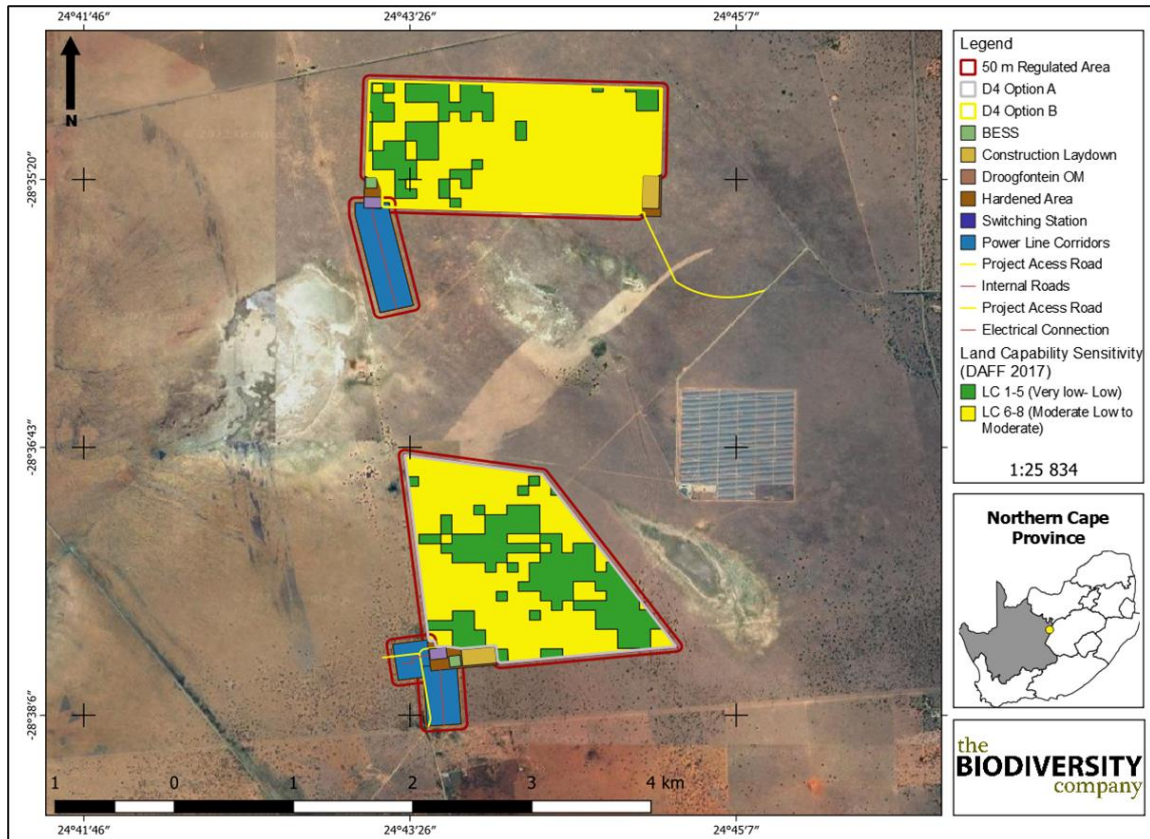 24°41'46" 24°43'26" 24°45'7"
N
-28°35'20"
-28°36'43"
-28°38'6"
1 0 1 2 3 4 km
24°41'46" 24°43'26" 24°45'7"
Legend
50 m Regulated Area
D4 Option A
D4 Option B
BESS
Construction Laydown
Droogfontein OM
Hardened Area
Switching Station
Power Line Corridors
Project Acess Road
Internal Roads
Project Acess Road
Electrical Connection
Land Capability Sensitivity
(DAFF 2017)
LC 1-5 (Very low- Low)
LC 6-8 (Moderate Low to
Moderate)
1:25 834
Northern Cape
Province
the
BIODIVERSITY
company